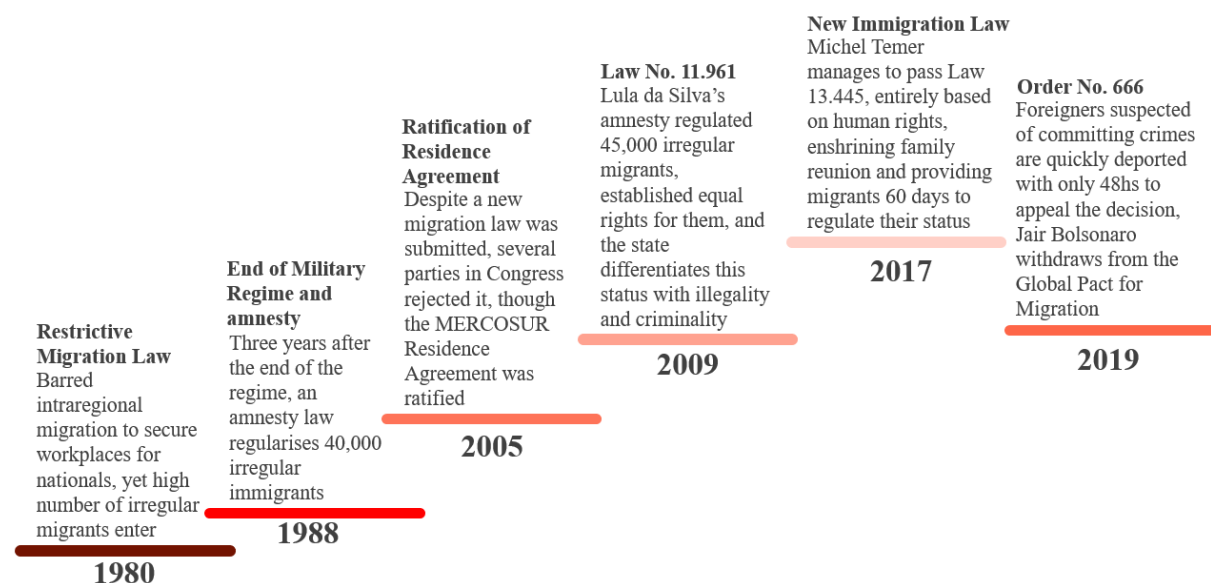 Restrictive
Migration Law
Barred
intraregional
migration to secure
workplaces for
nationals, yet high
number of irregular
migrants enter
1980
End of Military
Regime and
amnesty
Three years after
the end of the
regime, an
amnesty law
regularises 40,000
irregular
immigrants
1988
Ratification of
Residence
Agreement
Despite a new
migration law was
submitted, several
parties in Congress
rejected it, though
the MERCOSUR
Residence
Agreement was
ratified
2005
Law No. 11.961
Lula da Silva’s
amnesty regulated
45,000 irregular
migrants,
established equal
rights for them, and
the state
differentiates this
status with illegality
and criminality
2009
New Immigration Law
Michel Temer
manages to pass Law
13.445, entirely based
on human rights,
enshrining family
reunion and providing
migrants 60 days to
regulate their status
2017
Order No. 666
Foreigners suspected
of committing crimes
are quickly deported
with only 48hs to
appeal the decision,
Jair Bolsonaro
withdraws from the
Global Pact for
Migration
2019